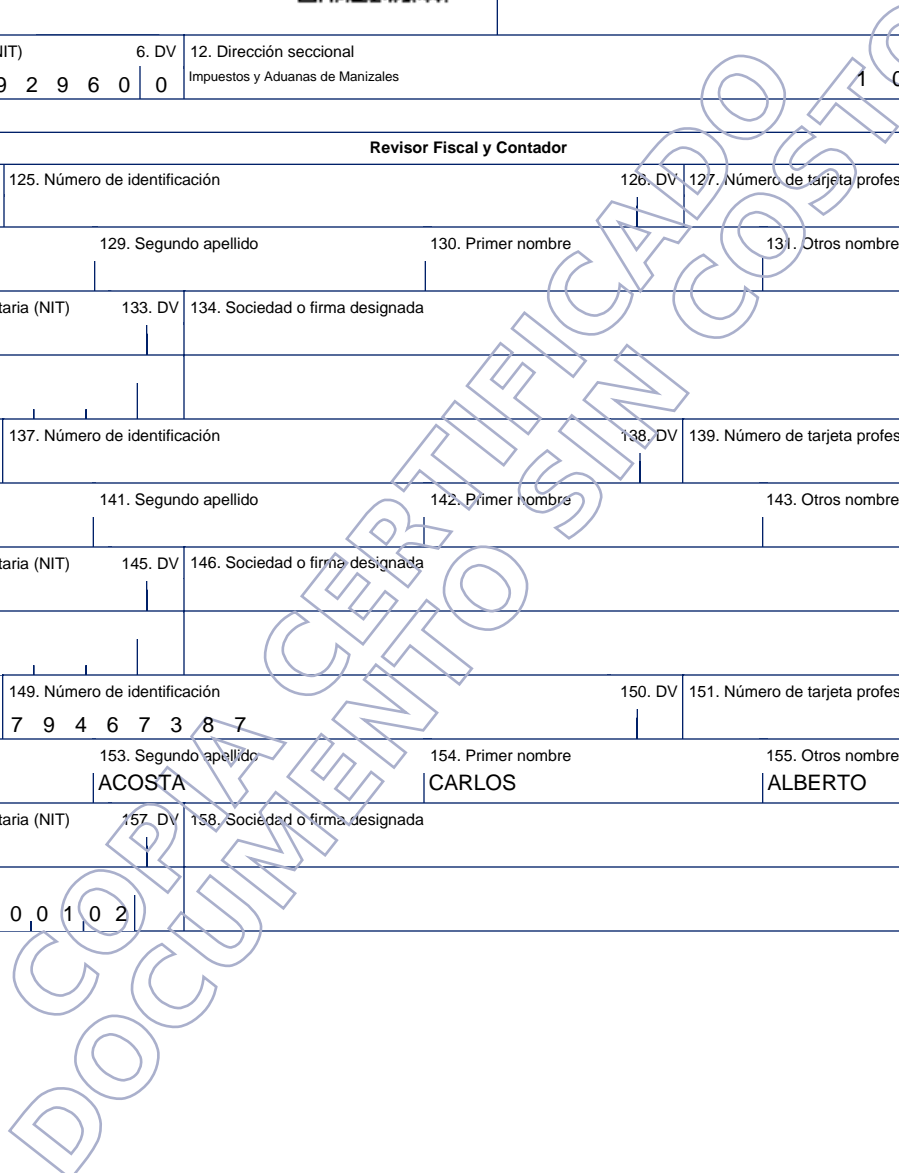 NIT) 6. DV 12. Dirección seccional
9 2 9 6 0 0 Impuestos y Aduanas de Manizales 1 0
Revisor Fiscal y Contador
125. Número de identificación 126. DV 127. Número de tarjeta profes
129. Segundo apellido 130. Primer nombre 131. Otros nombre
taria (NIT) 133. DV 134. Sociedad o firma designada
137. Número de identificación 138. DV 139. Número de tarjeta profes
141. Segundo apellido 142. Primer nombre 143. Otros nombre
taria (NIT) 145. DV 146. Sociedad o firma designada
149. Número de identificación 150. DV 151. Número de tarjeta profes
7 9 4 6 7 3 8 7
153. Segundo apellido 154. Primer nombre 155. Otros nombre
ACOSTA CARLOS ALBERTO
taria (NIT) 157. DV 158. Sociedad o firma designada
0 0 1 0 2
COPIA CERTIFICADO
DOCUMENTO SIN COSTO